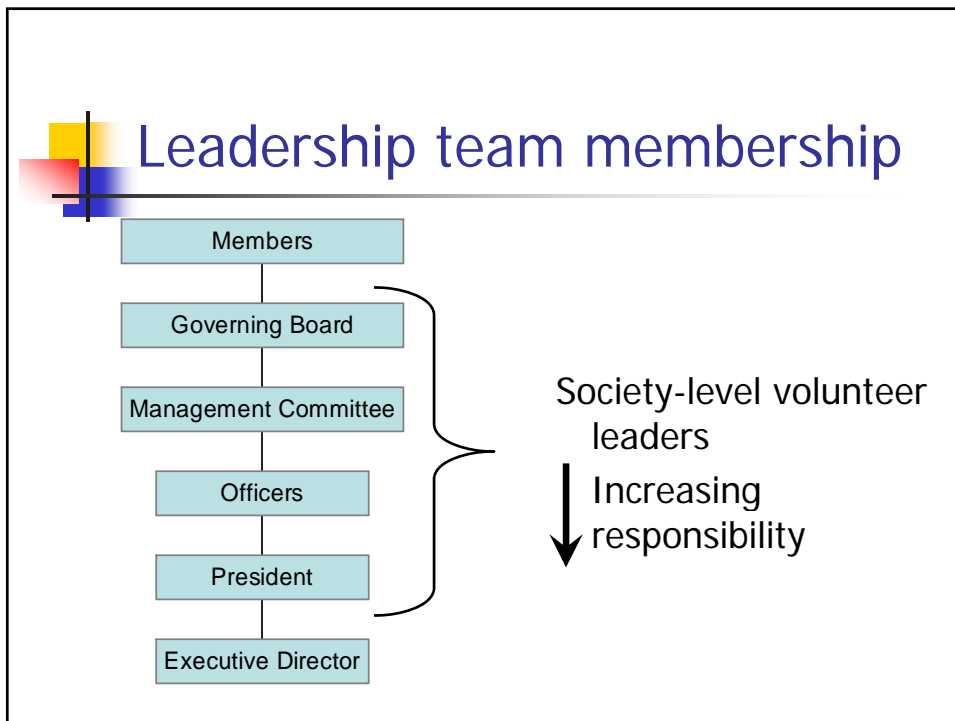 Leadership team membership
Members
Governing Board
Management Committee
Officers
President
Executive Director
Society-level volunteer
leaders
Increasing
responsibility